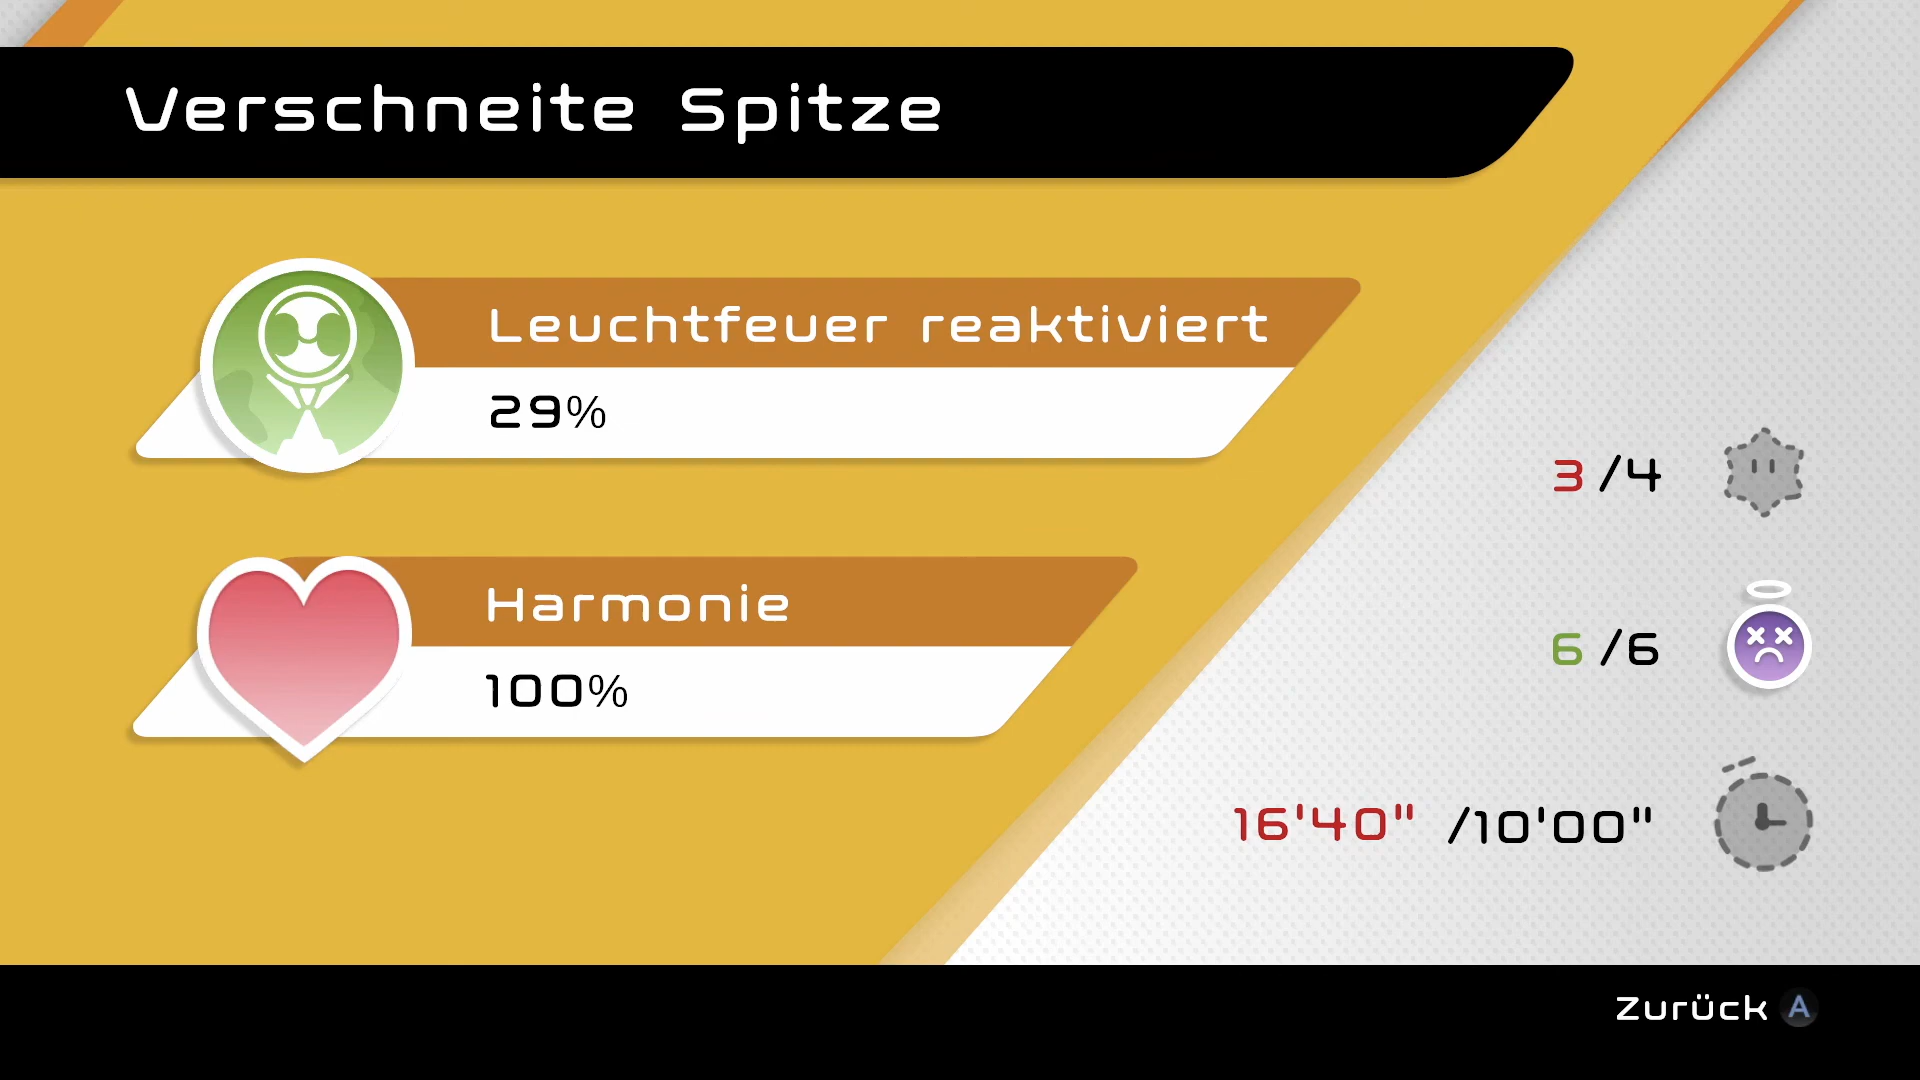 Verschneite Spitze
Leuchtfeuer reaktiviert
29%
Harmonie
100%
3 /4
6 /6
16'40" /10'00"
Zurück A